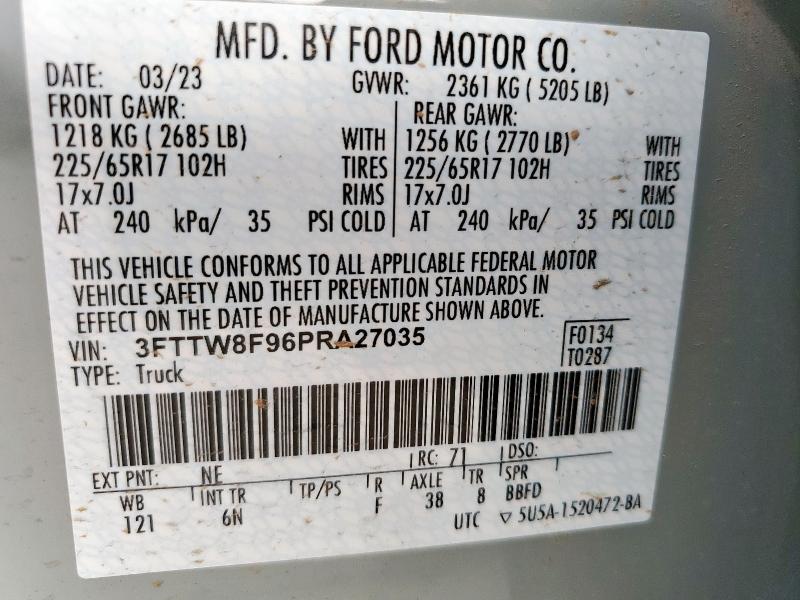 MFD. BY FORD MOTOR CO.
DATE: 03/23 GVWR: 2361 KG ( 5205 LB)
FRONT GAWR: REAR GAWR:
1218 KG ( 2685 LB) WITH 1256 KG ( 2770 LB) WITH
225/65R17 102H TIRES 225/65R17 102H TIRES
17x7.0J RIMS 17x7.0J RIMS
AT 240 kPa/ 35 PSI COLD AT 240 kPa/ 35 PSI COLD
THIS VEHICLE CONFORMS TO ALL APPLICABLE FEDERAL MOTOR
VEHICLE SAFETY AND THEFT PREVENTION STANDARDS IN
EFFECT ON THE DATE OF MANUFACTURE SHOWN ABOVE.
VIN: 3FTTW8F96PRA27035 F0134
TYPE: Truck T0287
EXT PNT: NE RC: 71 DSO:
WB INT TR TP/PS R AXLE TR SPR
121 6N F 38 8 BBFD
UTC ▽ 5U5A-1520472-BA